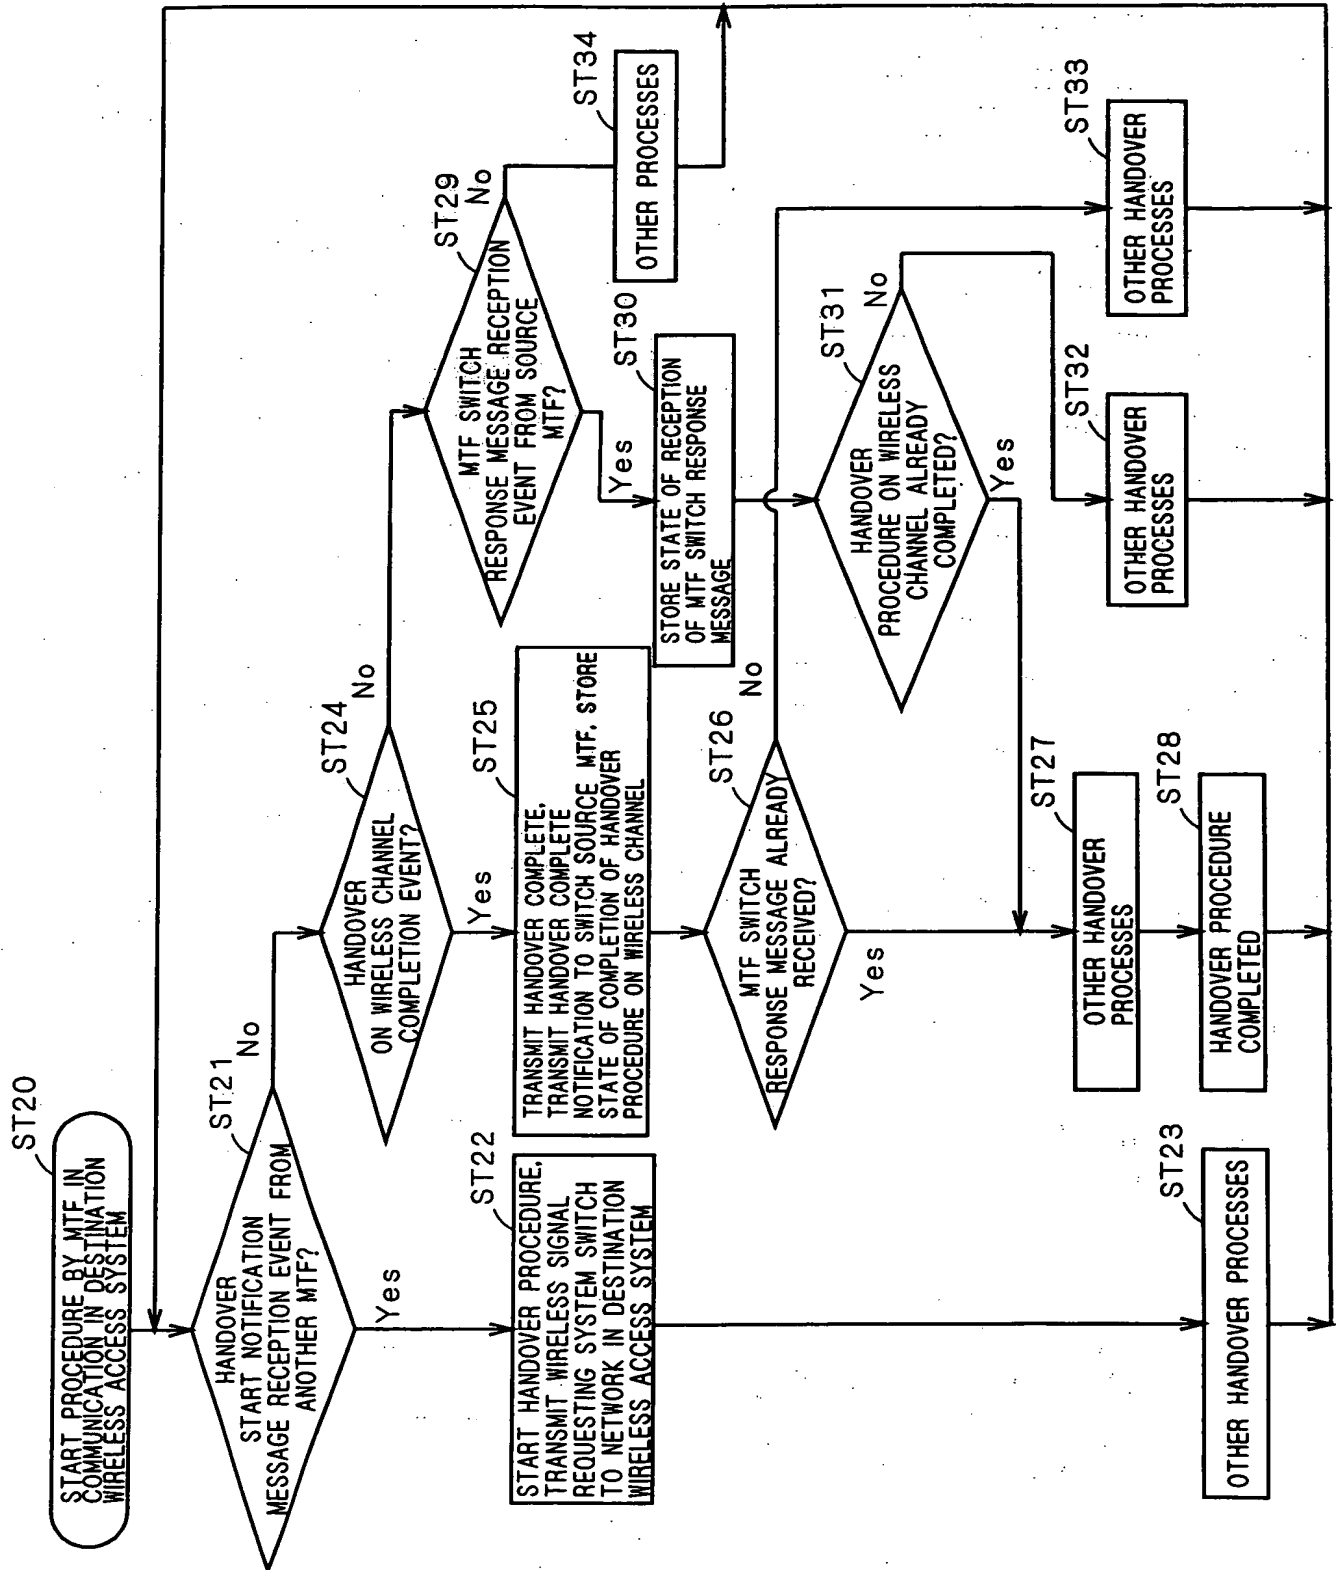 ST20
START PROCEDURE BY MTF IN
COMMUNICATION IN DESTINATION
WIRELESS ACCESS SYSTEM
ST21
HANDOVER
START NOTIFICATION
MESSAGE RECEPTION EVENT FROM
ANOTHER MTF?
No
Yes
ST22
START HANDOVER PROCEDURE,
TRANSMIT WIRELESS SIGNAL
REQUESTING SYSTEM SWITCH
TO NETWORK IN DESTINATION
WIRELESS ACCESS SYSTEM
ST23
OTHER HANDOVER PROCESSES
ST24
HANDOVER
ON WIRELESS CHANNEL
COMPLETION EVENT?
No
Yes
ST25
TRANSMIT HANDOVER COMPLETE,
TRANSMIT HANDOVER COMPLETE
NOTIFICATION TO SWITCH SOURCE MTF, STORE
STATE OF COMPLETION OF HANDOVER
PROCEDURE ON WIRELESS CHANNEL
ST26
MTF SWITCH
RESPONSE MESSAGE ALREADY
RECEIVED?
No
Yes
ST27
OTHER HANDOVER
PROCESSES
ST28
HANDOVER PROCEDURE
COMPLETED
ST29
MTF SWITCH
RESPONSE MESSAGE RECEPTION
EVENT FROM SOURCE
MTF?
No
Yes
ST30
STORE STATE OF RECEPTION
OF MTF SWITCH RESPONSE
MESSAGE
ST31
HANDOVER
PROCEDURE ON WIRELESS
CHANNEL ALREADY
COMPLETED?
No
Yes
ST32
OTHER HANDOVER
PROCESSES
ST33
OTHER HANDOVER
PROCESSES
ST34
OTHER PROCESSES